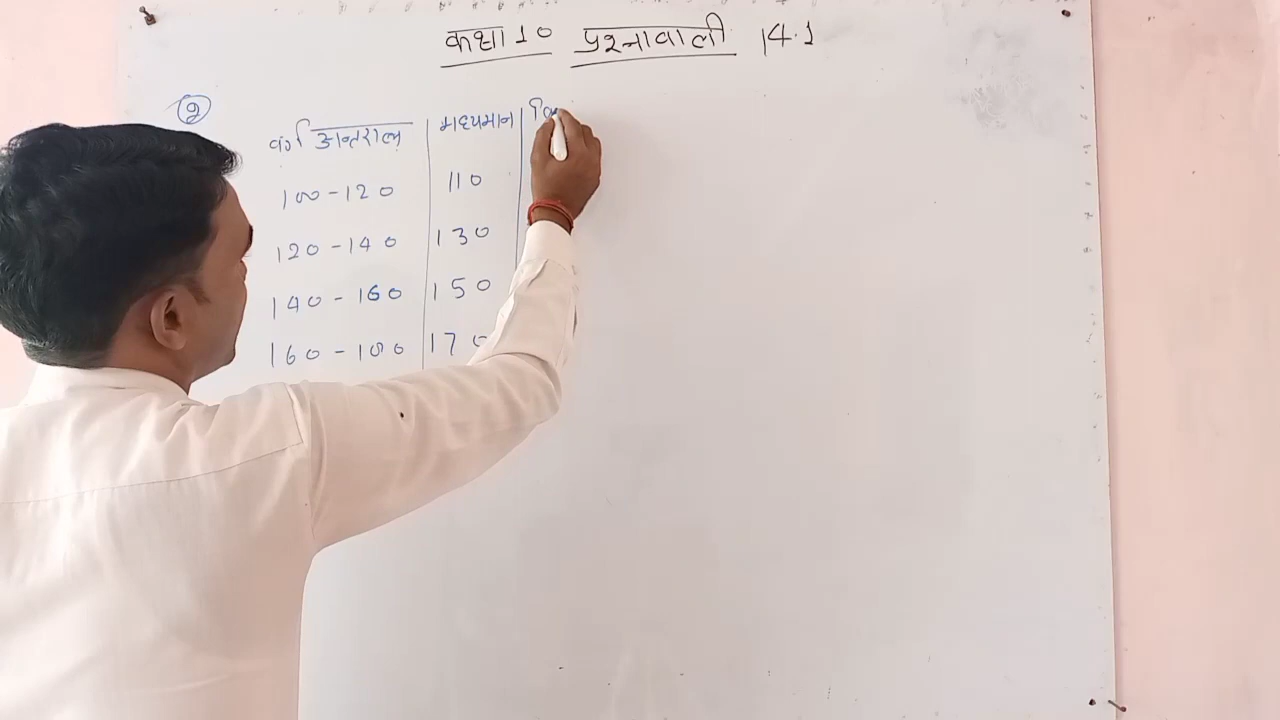 कक्षा 10 प्रश्नावाली 14.1
2
वर्ग अन्तराल मध्यमान वि
100-120 110
120-140 130
140-160 150
160-180 170